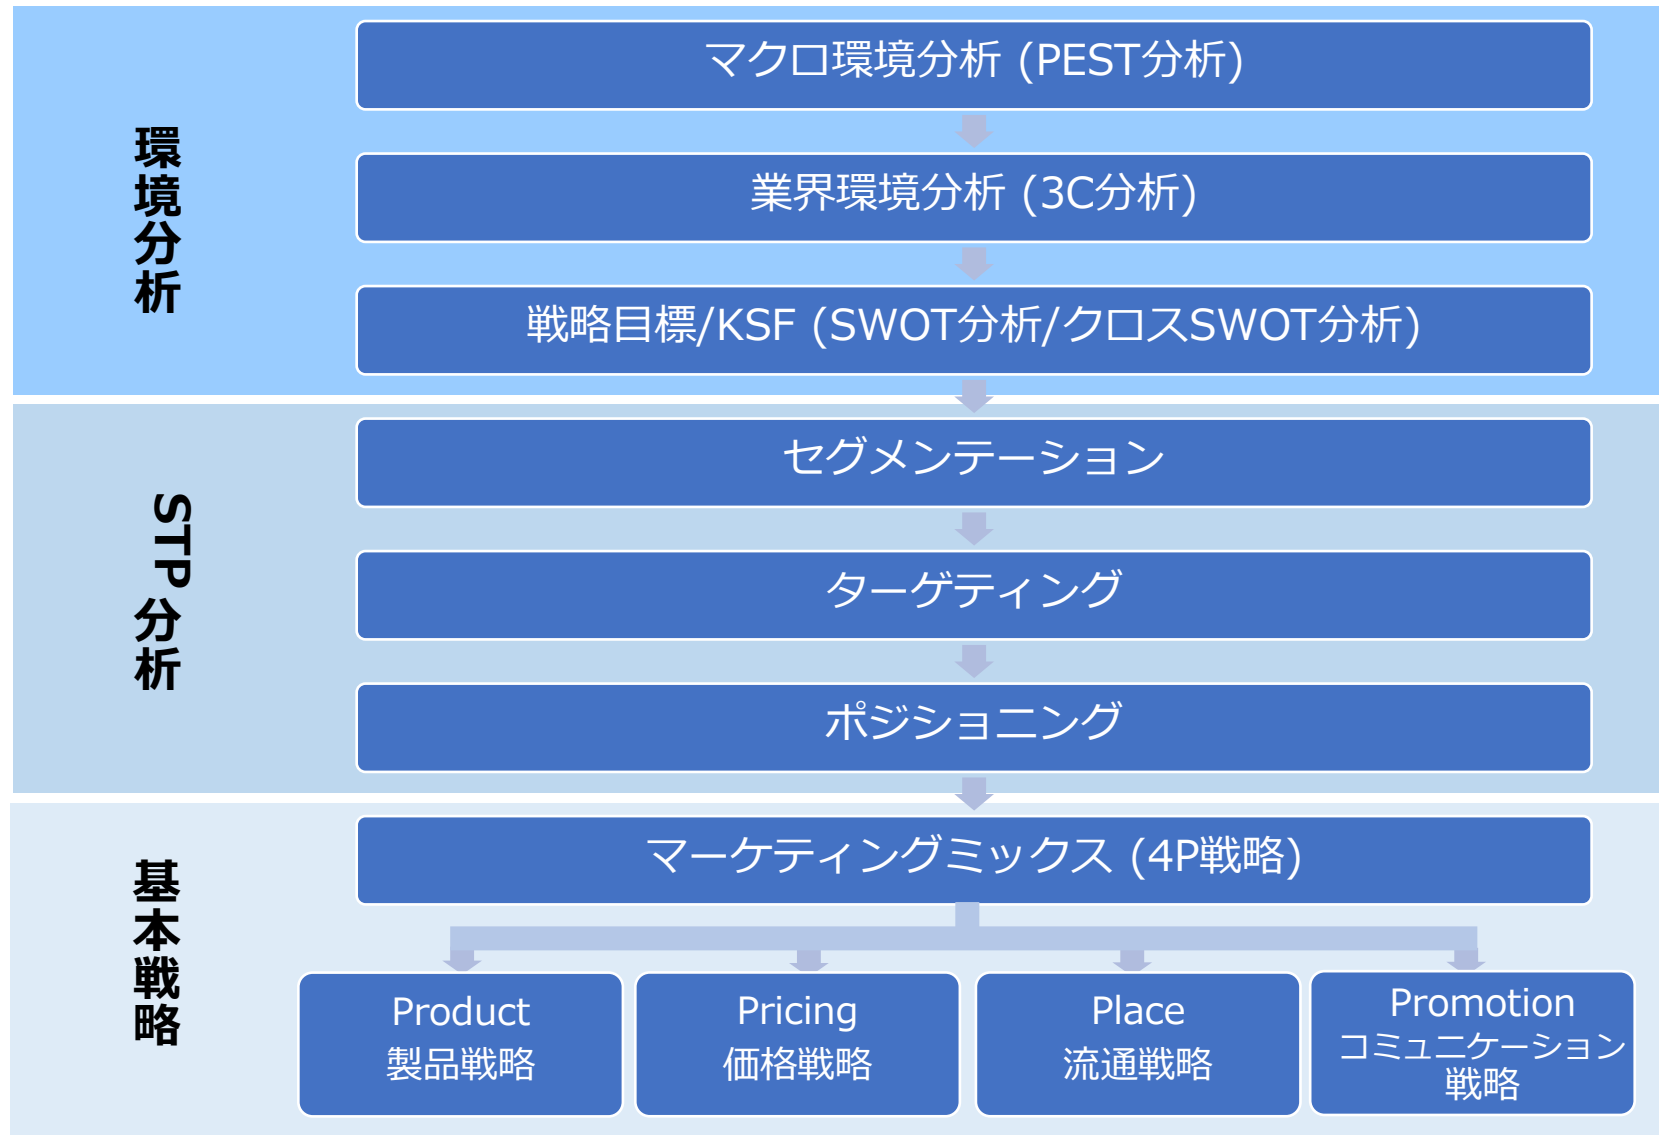 環境分析
マクロ環境分析 (PEST分析)
業界環境分析 (3C分析)
戦略目標/KSF (SWOT分析/クロスSWOT分析)
STP分析
セグメンテーション
ターゲティング
ポジショニング
基本戦略
マーケティングミックス (4P戦略)
Product
製品戦略
Pricing
価格戦略
Place
流通戦略
Promotion
コミュニケーション
戦略